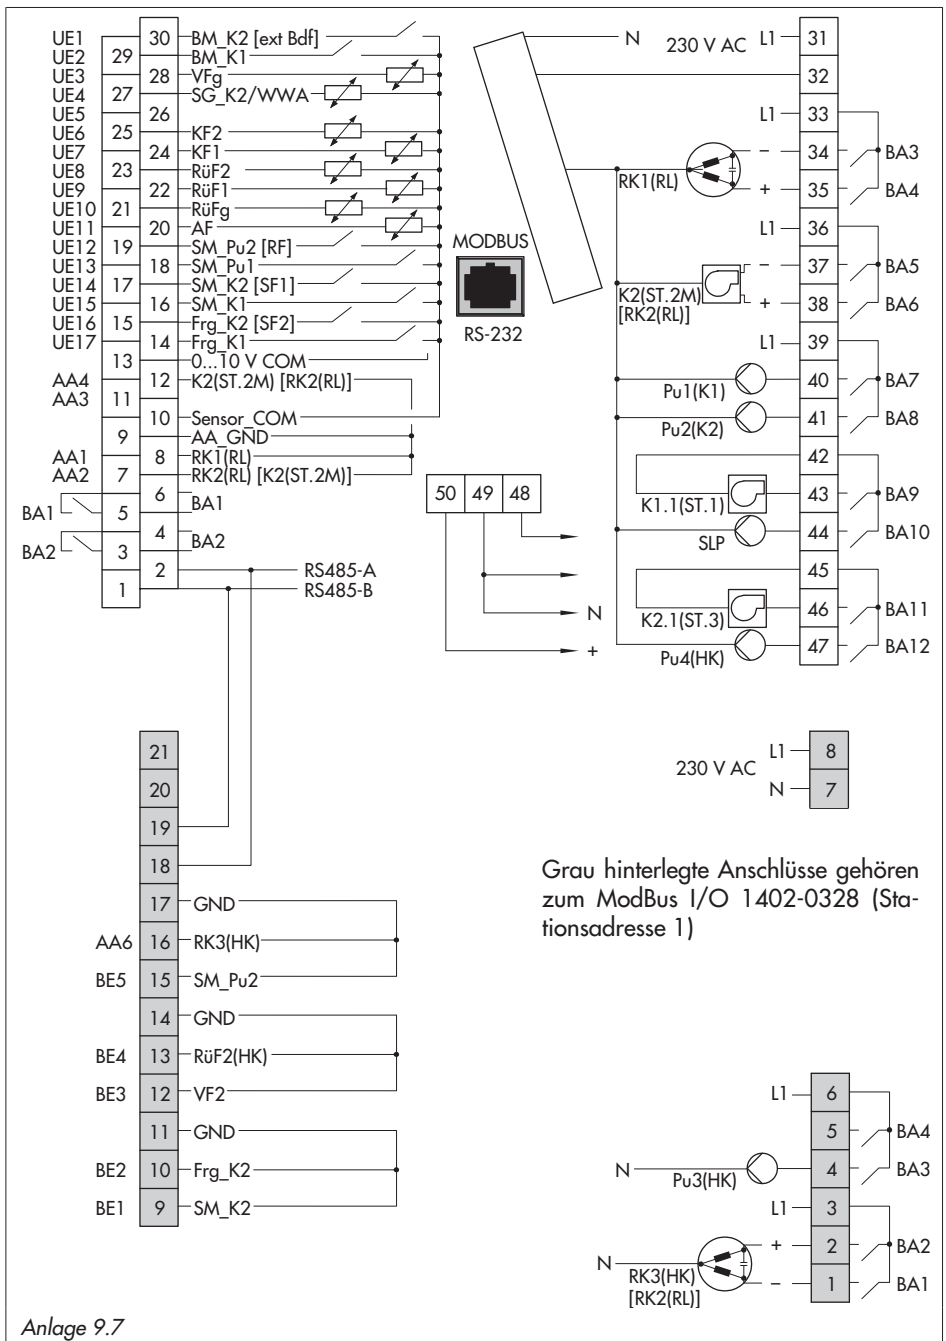 UE1 30 BM_K2 [ext Bdf]
UE2 29 BM_K1
UE3 28 VFg
UE4 27 SG_K2/WWA
UE5 26
UE6 25 KF2
UE7 24 KF1
UE8 23 RüF2
UE9 22 RüF1
UE10 21 RüFg
UE11 20 AF
UE12 19 SM_Pu2 [RF]
UE13 18 SM_Pu1
UE14 17 SM_K2 [SF1]
UE15 16 SM_K1
UE16 15 Frg_K2 [SF2]
UE17 14 Frg_K1
13 0...10 V COM
AA4 12 K2(ST.2M) [RK2(RL)]
AA3 11
10 Sensor_COM
9 AA_GND
AA1 8 RK1(RL)
AA2 7 RK2(RL) [K2(ST.2M)]
6 BA1
BA1 5
4 BA2
BA2 3
2 RS485-A
1 RS485-B
MODBUS
RS-232
N 230 V AC L1 31
32
L1 33
RK1(RL) − 34 BA3
+ 35 BA4
L1 36
K2(ST.2M) − 37 BA5
[RK2(RL)] + 38 BA6
L1 39
Pu1(K1) 40 BA7
Pu2(K2) 41 BA8
42
K1.1(ST.1) 43 BA9
SLP 44 BA10
45
K2.1(ST.3) 46 BA11
Pu4(HK) 47 BA12
50 49 48
N
+
21
20
19
18
17 GND
AA6 16 RK3(HK)
BE5 15 SM_Pu2
14 GND
BE4 13 RüF2(HK)
BE3 12 VF2
11 GND
BE2 10 Frg_K2
BE1 9 SM_K2
230 V AC L1 8
N 7
Grau hinterlegte Anschlüsse gehören
zum ModBus I/O 1402-0328 (Sta-
tionsadresse 1)
L1 6
5 BA4
N Pu3(HK) 4 BA3
L1 3
N + 2 BA2
RK3(HK) − 1 BA1
[RK2(RL)]
Anlage 9.7